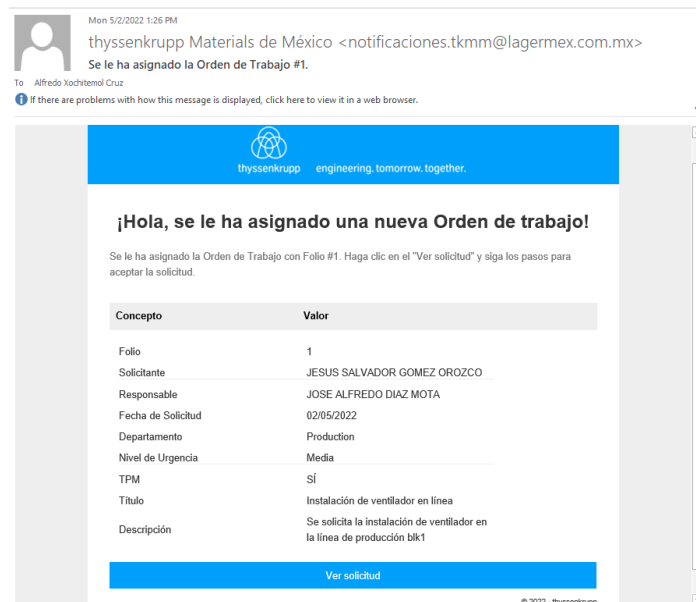 Mon 5/2/2022 1:26 PM
thyssenkrupp Materials de México <notificaciones.tkmm@lagermex.com.mx>
Se le ha asignado la Orden de Trabajo #1.
To Alfredo Xochitemol Cruz
If there are problems with how this message is displayed, click here to view it in a web browser.
thyssenkrupp engineering.tomorrow.together.
¡Hola, se le ha asignado una nueva Orden de trabajo!
Se le ha asignado la Orden de Trabajo con Folio #1. Haga clic en el "Ver solicitud" y siga los pasos para
aceptar la solicitud.
Concepto Valor
Folio 1
Solicitante JESUS SALVADOR GOMEZ OROZCO
Responsable JOSE ALFREDO DIAZ MOTA
Fecha de Solicitud 02/05/2022
Departamento Production
Nivel de Urgencia Media
TPM SÍ
Título Instalación de ventilador en línea
Descripción Se solicita la instalación de ventilador en
la línea de producción blk1
Ver solicitud
© 2022 - thyssenkrupp